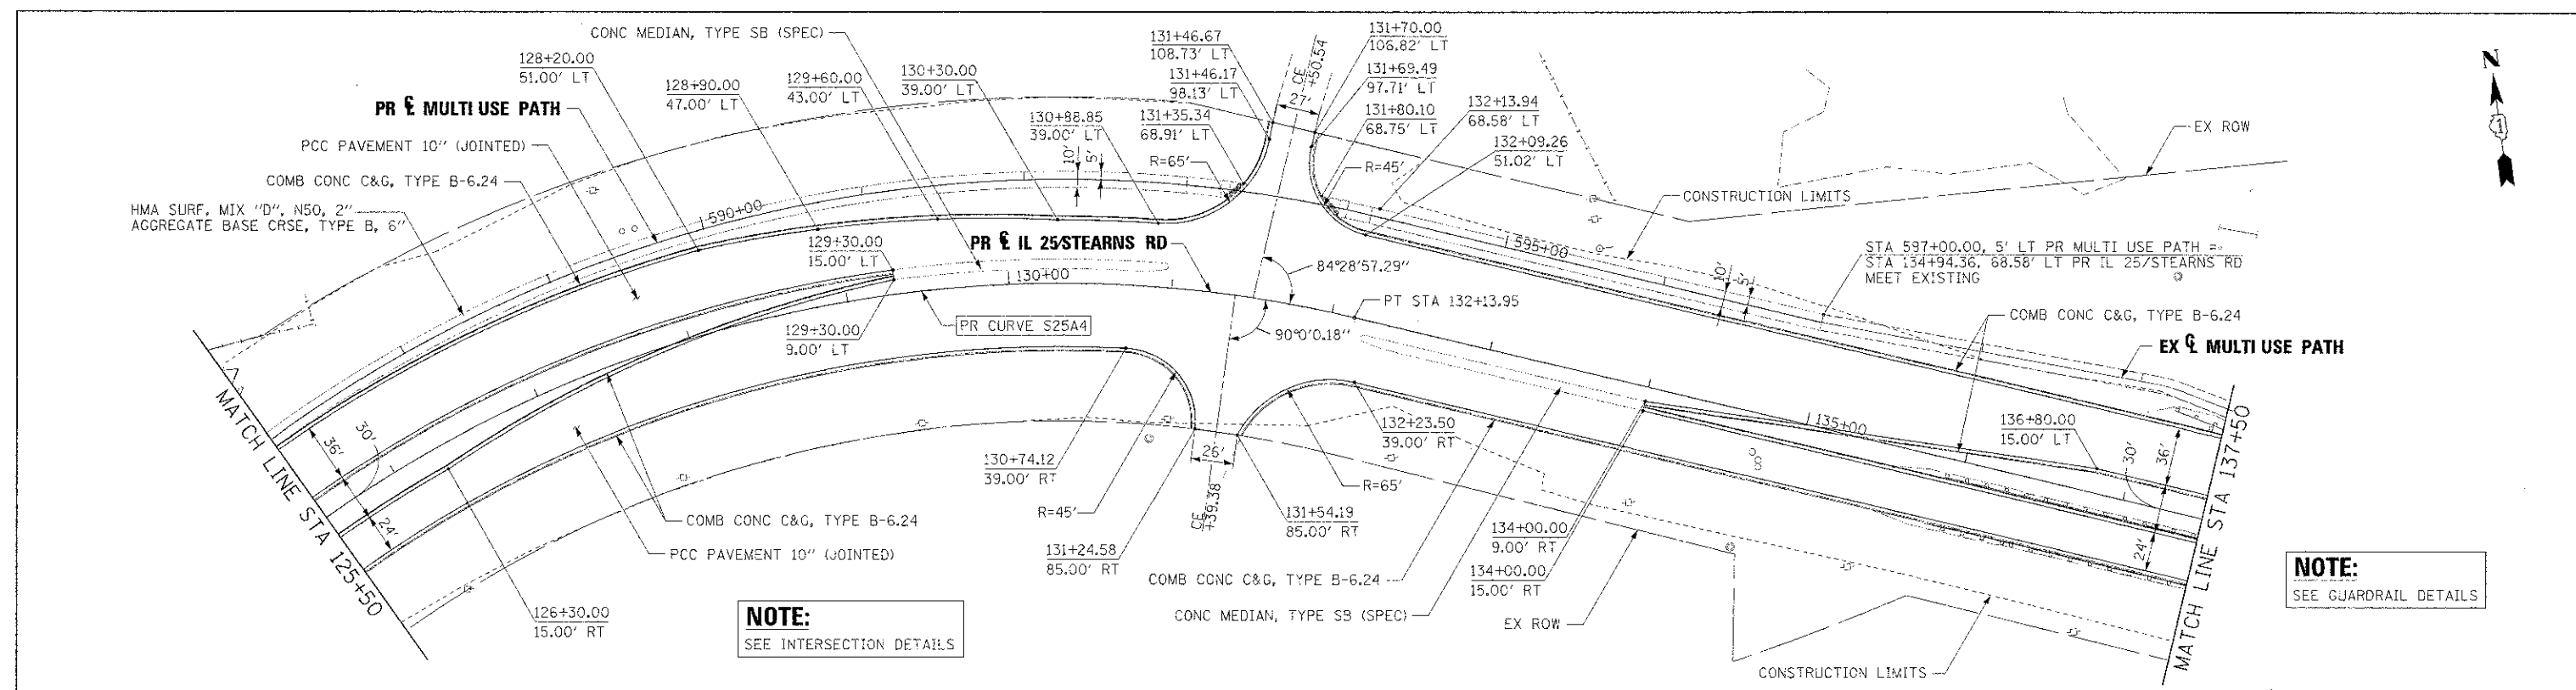 CONC MEDIAN, TYPE SB (SPEC)
128+20.00
51.00' LT
PR ℄ MULTI USE PATH
PCC PAVEMENT 10" (JOINTED)
COMB CONC C&G, TYPE B-6.24
HMA SURF, MIX "D", N50, 2"
AGGREGATE BASE CRSE, TYPE B, 6"
128+90.00
47.00' LT
129+60.00
43.00' LT
130+30.00
39.00' LT
130+88.85
39.00' LT
131+35.34
68.91' LT
131+46.67
108.73' LT
131+46.17
98.13' LT
R=65'
10'
5'
CE
+50.54
27'
131+70.00
106.82' LT
131+69.49
97.71' LT
131+80.10
68.75' LT
132+13.94
68.58' LT
132+09.26
51.02' LT
R=45'
N
1
EX ROW
CONSTRUCTION LIMITS
590+00
595+00
129+30.00
15.00' LT
PR ℄ IL 25/STEARNS RD
130+00
84°28'57.29"
PT STA 132+13.95
STA 597+00.00, 5' LT PR MULTI USE PATH =
STA 134+94.36, 68.58' LT PR IL 25/STEARNS RD
MEET EXISTING
10'
5'
COMB CONC C&G, TYPE B-6.24
EX ℄ MULTI USE PATH
129+30.00
9.00' LT
PR CURVE S25A4
90°0'0.18"
MATCH LINE STA 125+50
36'
30'
24'
126+30.00
15.00' RT
COMB CONC C&G, TYPE B-6.24
PCC PAVEMENT 10" (JOINTED)
130+74.12
39.00' RT
R=45'
131+24.58
85.00' RT
26'
CE
+39.38
131+54.19
85.00' RT
R=65'
132+23.50
39.00' RT
COMB CONC C&G, TYPE B-6.24
CONC MEDIAN, TYPE SB (SPEC)
134+00.00
9.00' RT
134+00.00
15.00' RT
EX ROW
135+00
136+80.00
15.00' LT
30'
36'
24'
MATCH LINE STA 137+50
CONSTRUCTION LIMITS
NOTE:
SEE INTERSECTION DETAILS
NOTE:
SEE GUARDRAIL DETAILS